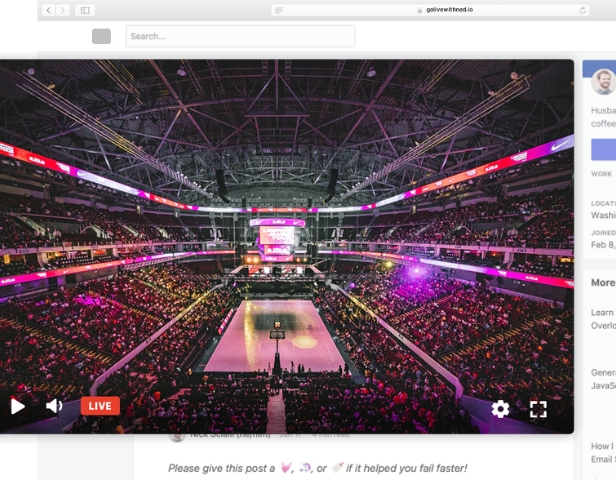 golivewithned.io
Search...
LIVE
Husba
coffee
WORK
LOCATI
Washi
JOINED
Feb 8,
More
Learn
Overlo
Genera
JavaS
How I
Email S
Nick Scialli (he/him) Jun 17 4 min read
Please give this post a 💓, 🦄, or 🔖 if it helped you fail faster!